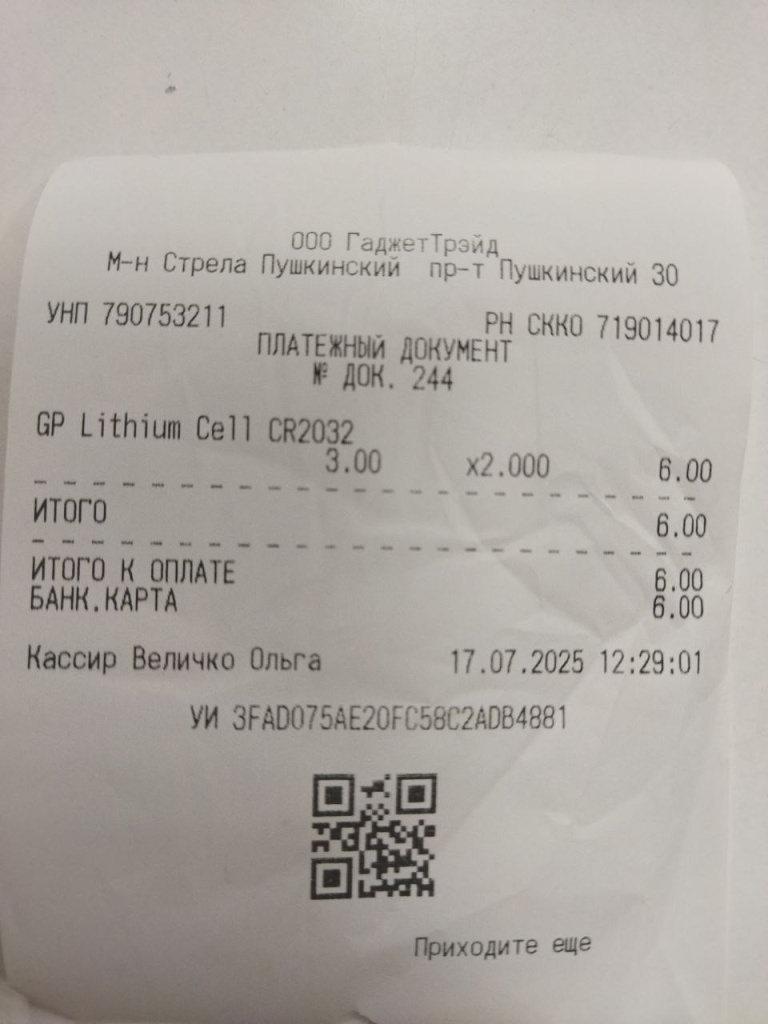 ООО ГаджетТрэйд
М-н Стрела Пушкинский пр-т Пушкинский 30
УНП 790753211 РН СККО 719014017
ПЛАТЕЖНЫЙ ДОКУМЕНТ
№ ДОК. 244
GP Lithium Cell CR2032
3.00 x2.000 6.00
ИТОГО 6.00
ИТОГО К ОПЛАТЕ 6.00
БАНК.КАРТА 6.00
Кассир Величко Ольга 17.07.2025 12:29:01
УИ 3FAD075AE20FC58C2ADB4881
Приходите еще